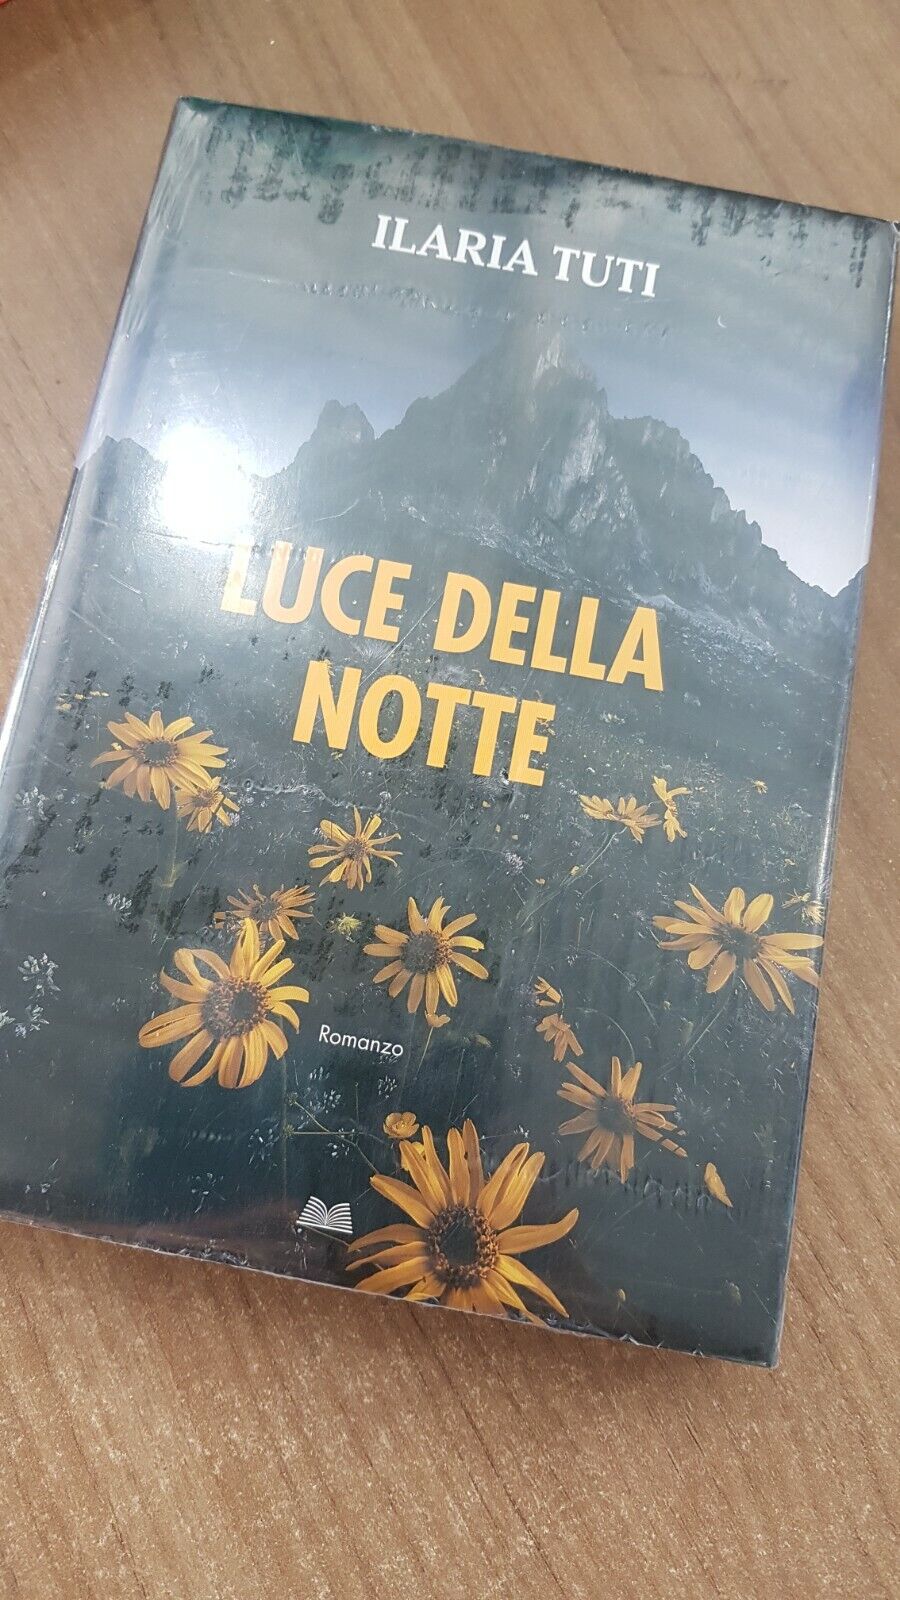 ILARIA TUTI
LUCE DELLA
NOTTE
Romanzo